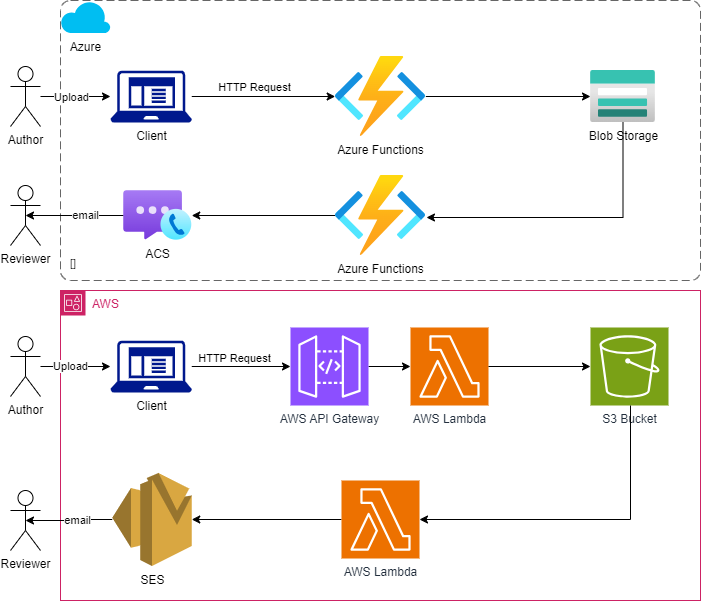 Azure
Upload
HTTP Request
Author
Client
Azure Functions
Blob Storage
email
Reviewer
ACS
Azure Functions
[]
AWS
Upload
HTTP Request
</>
Author
Client
AWS API Gateway
AWS Lambda
S3 Bucket
email
Reviewer
SES
AWS Lambda